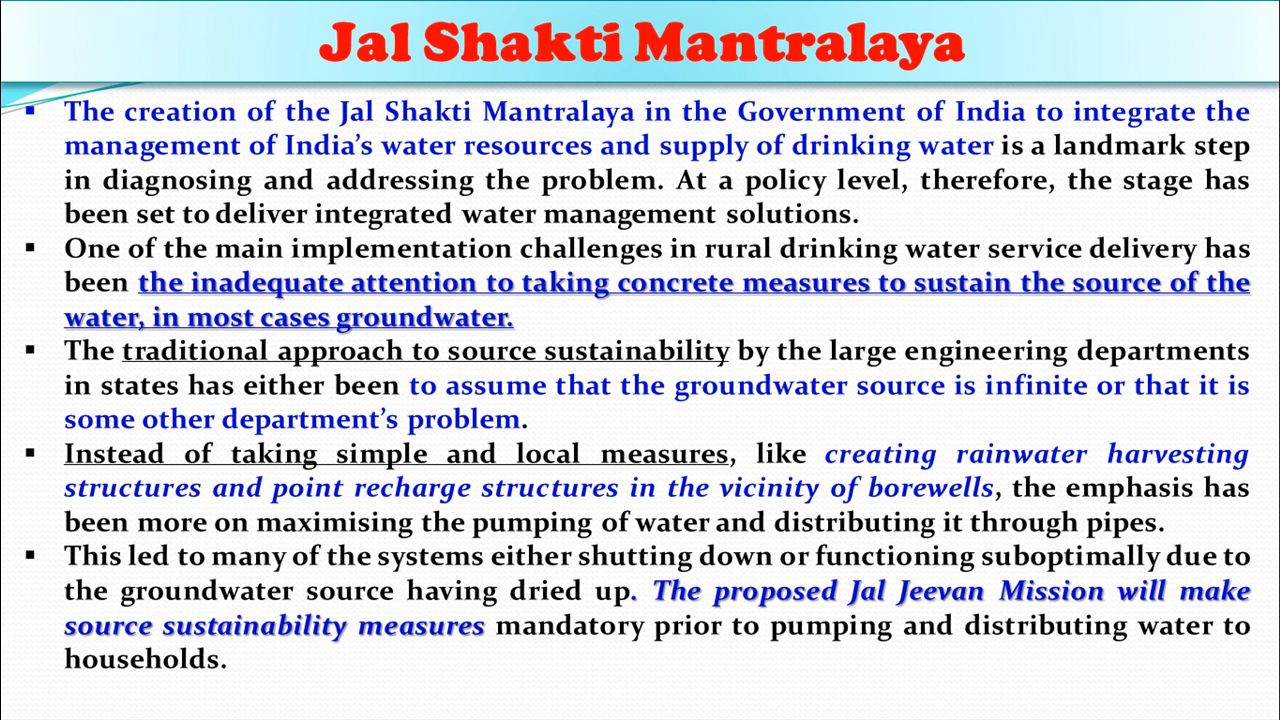 Jal Shakti Mantralaya
▪ The creation of the Jal Shakti Mantralaya in the Government of India to integrate the
management of India’s water resources and supply of drinking water is a landmark step
in diagnosing and addressing the problem. At a policy level, therefore, the stage has
been set to deliver integrated water management solutions.
▪ One of the main implementation challenges in rural drinking water service delivery has
been the inadequate attention to taking concrete measures to sustain the source of the
water, in most cases groundwater.
▪ The traditional approach to source sustainability by the large engineering departments
in states has either been to assume that the groundwater source is infinite or that it is
some other department’s problem.
▪ Instead of taking simple and local measures, like creating rainwater harvesting
structures and point recharge structures in the vicinity of borewells, the emphasis has
been more on maximising the pumping of water and distributing it through pipes.
▪ This led to many of the systems either shutting down or functioning suboptimally due to
the groundwater source having dried up. The proposed Jal Jeevan Mission will make
source sustainability measures mandatory prior to pumping and distributing water to
households.